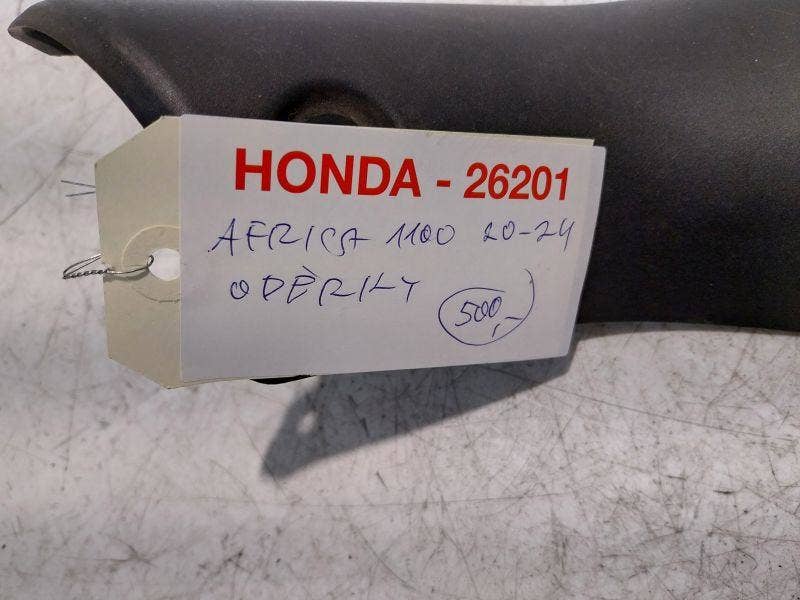 HONDA - 26201
AFRICA 1100 20-24
ODĚRKY
500,-